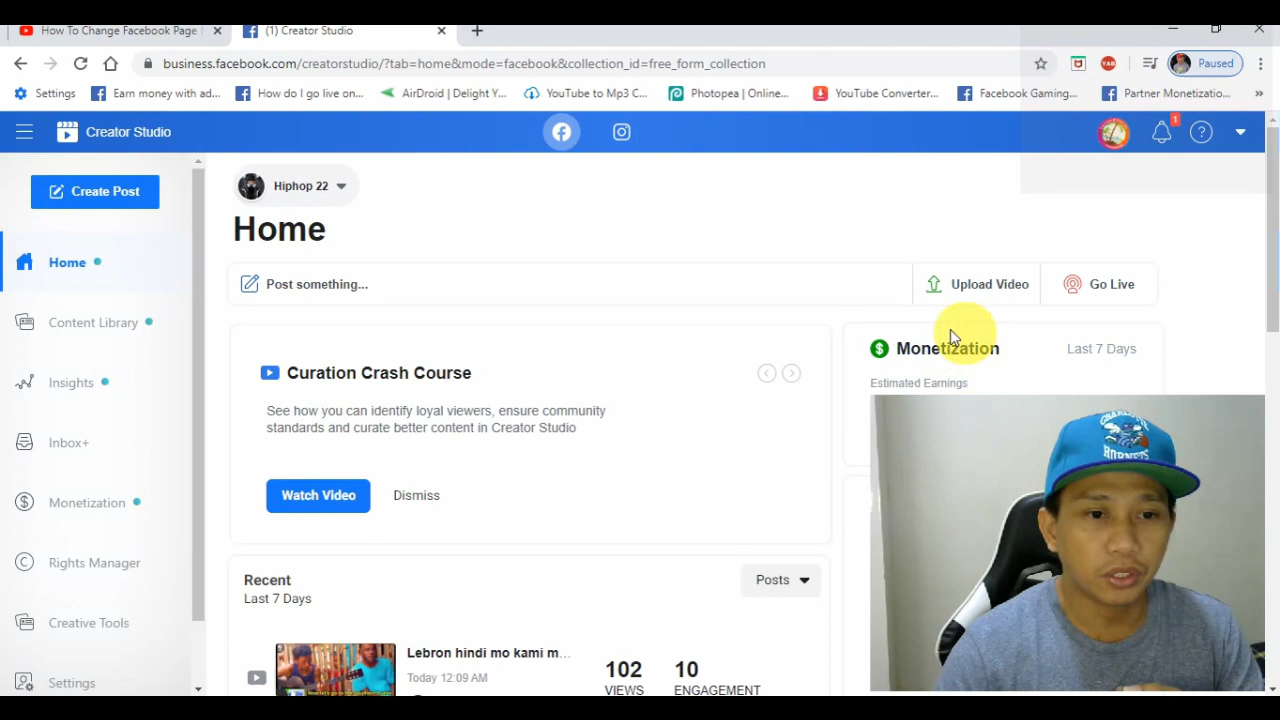 How To Change Facebook Page
(1) Creator Studio
business.facebook.com/creatorstudio/?tab=home&mode=facebook&collection_id=free_form_collection
YAB
Paused
Settings
Earn money with ad...
How do I go live on...
AirDroid | Delight Y...
YouTube to Mp3 C...
Photopea | Online...
YouTube Converter...
Facebook Gaming...
Partner Monetizatio...
»
Creator Studio
1
?
Create Post
Hiphop 22
Home
Home
Post something...
Upload Video
Go Live
Content Library
Insights
Inbox+
Monetization
Rights Manager
Creative Tools
Settings
Curation Crash Course
See how you can identify loyal viewers, ensure community
standards and curate better content in Creator Studio
Watch Video
Dismiss
$ Monetization
Last 7 Days
Estimated Earnings
CHARLOTTE
HORNETS
Recent
Last 7 Days
Posts
Lebron hindi mo kami m...
Today 12:09 AM
102
VIEWS
10
ENGAGEMENT